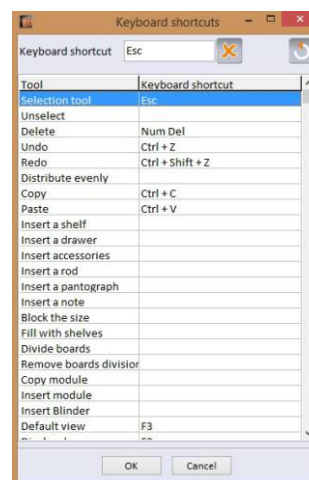 Keyboard shortcuts
Keyboard shortcut Esc
Tool Keyboard shortcut
Selection tool Esc
Unselect
Delete Num Del
Undo Ctrl + Z
Redo Ctrl + Shift + Z
Distribute evenly
Copy Ctrl + C
Paste Ctrl + V
Insert a shelf
Insert a drawer
Insert accessories
Insert a rod
Insert a pantograph
Insert a note
Block the size
Fill with shelves
Divide boards
Remove boards division
Copy module
Insert module
Insert Blinder
Default view F3
OK Cancel